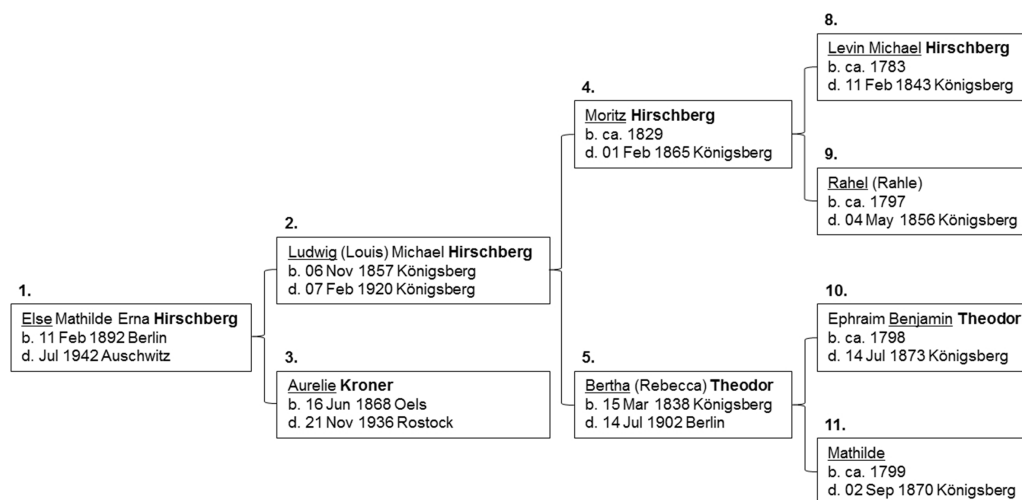 8.
Levin Michael Hirschberg
b. ca. 1783
d. 11 Feb 1843 Königsberg
4.
Moritz Hirschberg
b. ca. 1829
d. 01 Feb 1865 Königsberg
9.
Rahel (Rahle)
b. ca. 1797
d. 04 May 1856 Königsberg
2.
Ludwig (Louis) Michael Hirschberg
b. 06 Nov 1857 Königsberg
d. 07 Feb 1920 Königsberg
1.
Else Mathilde Erna Hirschberg
b. 11 Feb 1892 Berlin
d. Jul 1942 Auschwitz
10.
Ephraim Benjamin Theodor
b. ca. 1798
d. 14 Jul 1873 Königsberg
3.
Aurelie Kroner
b. 16 Jun 1868 Oels
d. 21 Nov 1936 Rostock
5.
Bertha (Rebecca) Theodor
b. 15 Mar 1838 Königsberg
d. 14 Jul 1902 Berlin
11.
Mathilde
b. ca. 1799
d. 02 Sep 1870 Königsberg